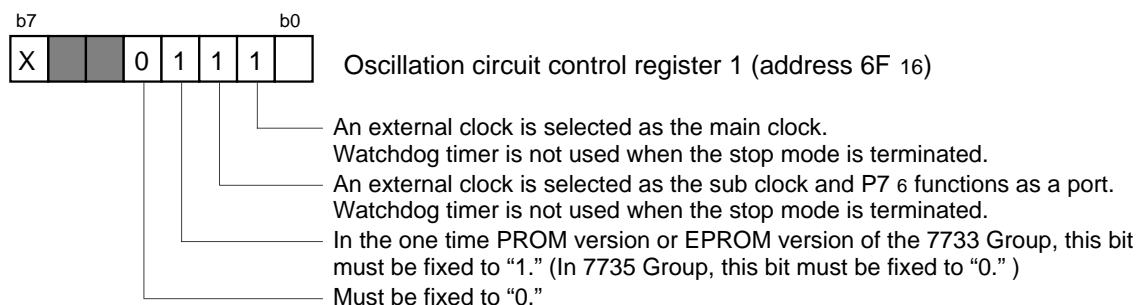 b7 b0
X 0 1 1 1
Oscillation circuit control register 1 (address 6F 16)
An external clock is selected as the main clock.
Watchdog timer is not used when the stop mode is terminated.
An external clock is selected as the sub clock and P7 6 functions as a port.
Watchdog timer is not used when the stop mode is terminated.
In the one time PROM version or EPROM version of the 7733 Group, this bit
must be fixed to “1.” (In 7735 Group, this bit must be fixed to “0.” )
Must be fixed to “0.”